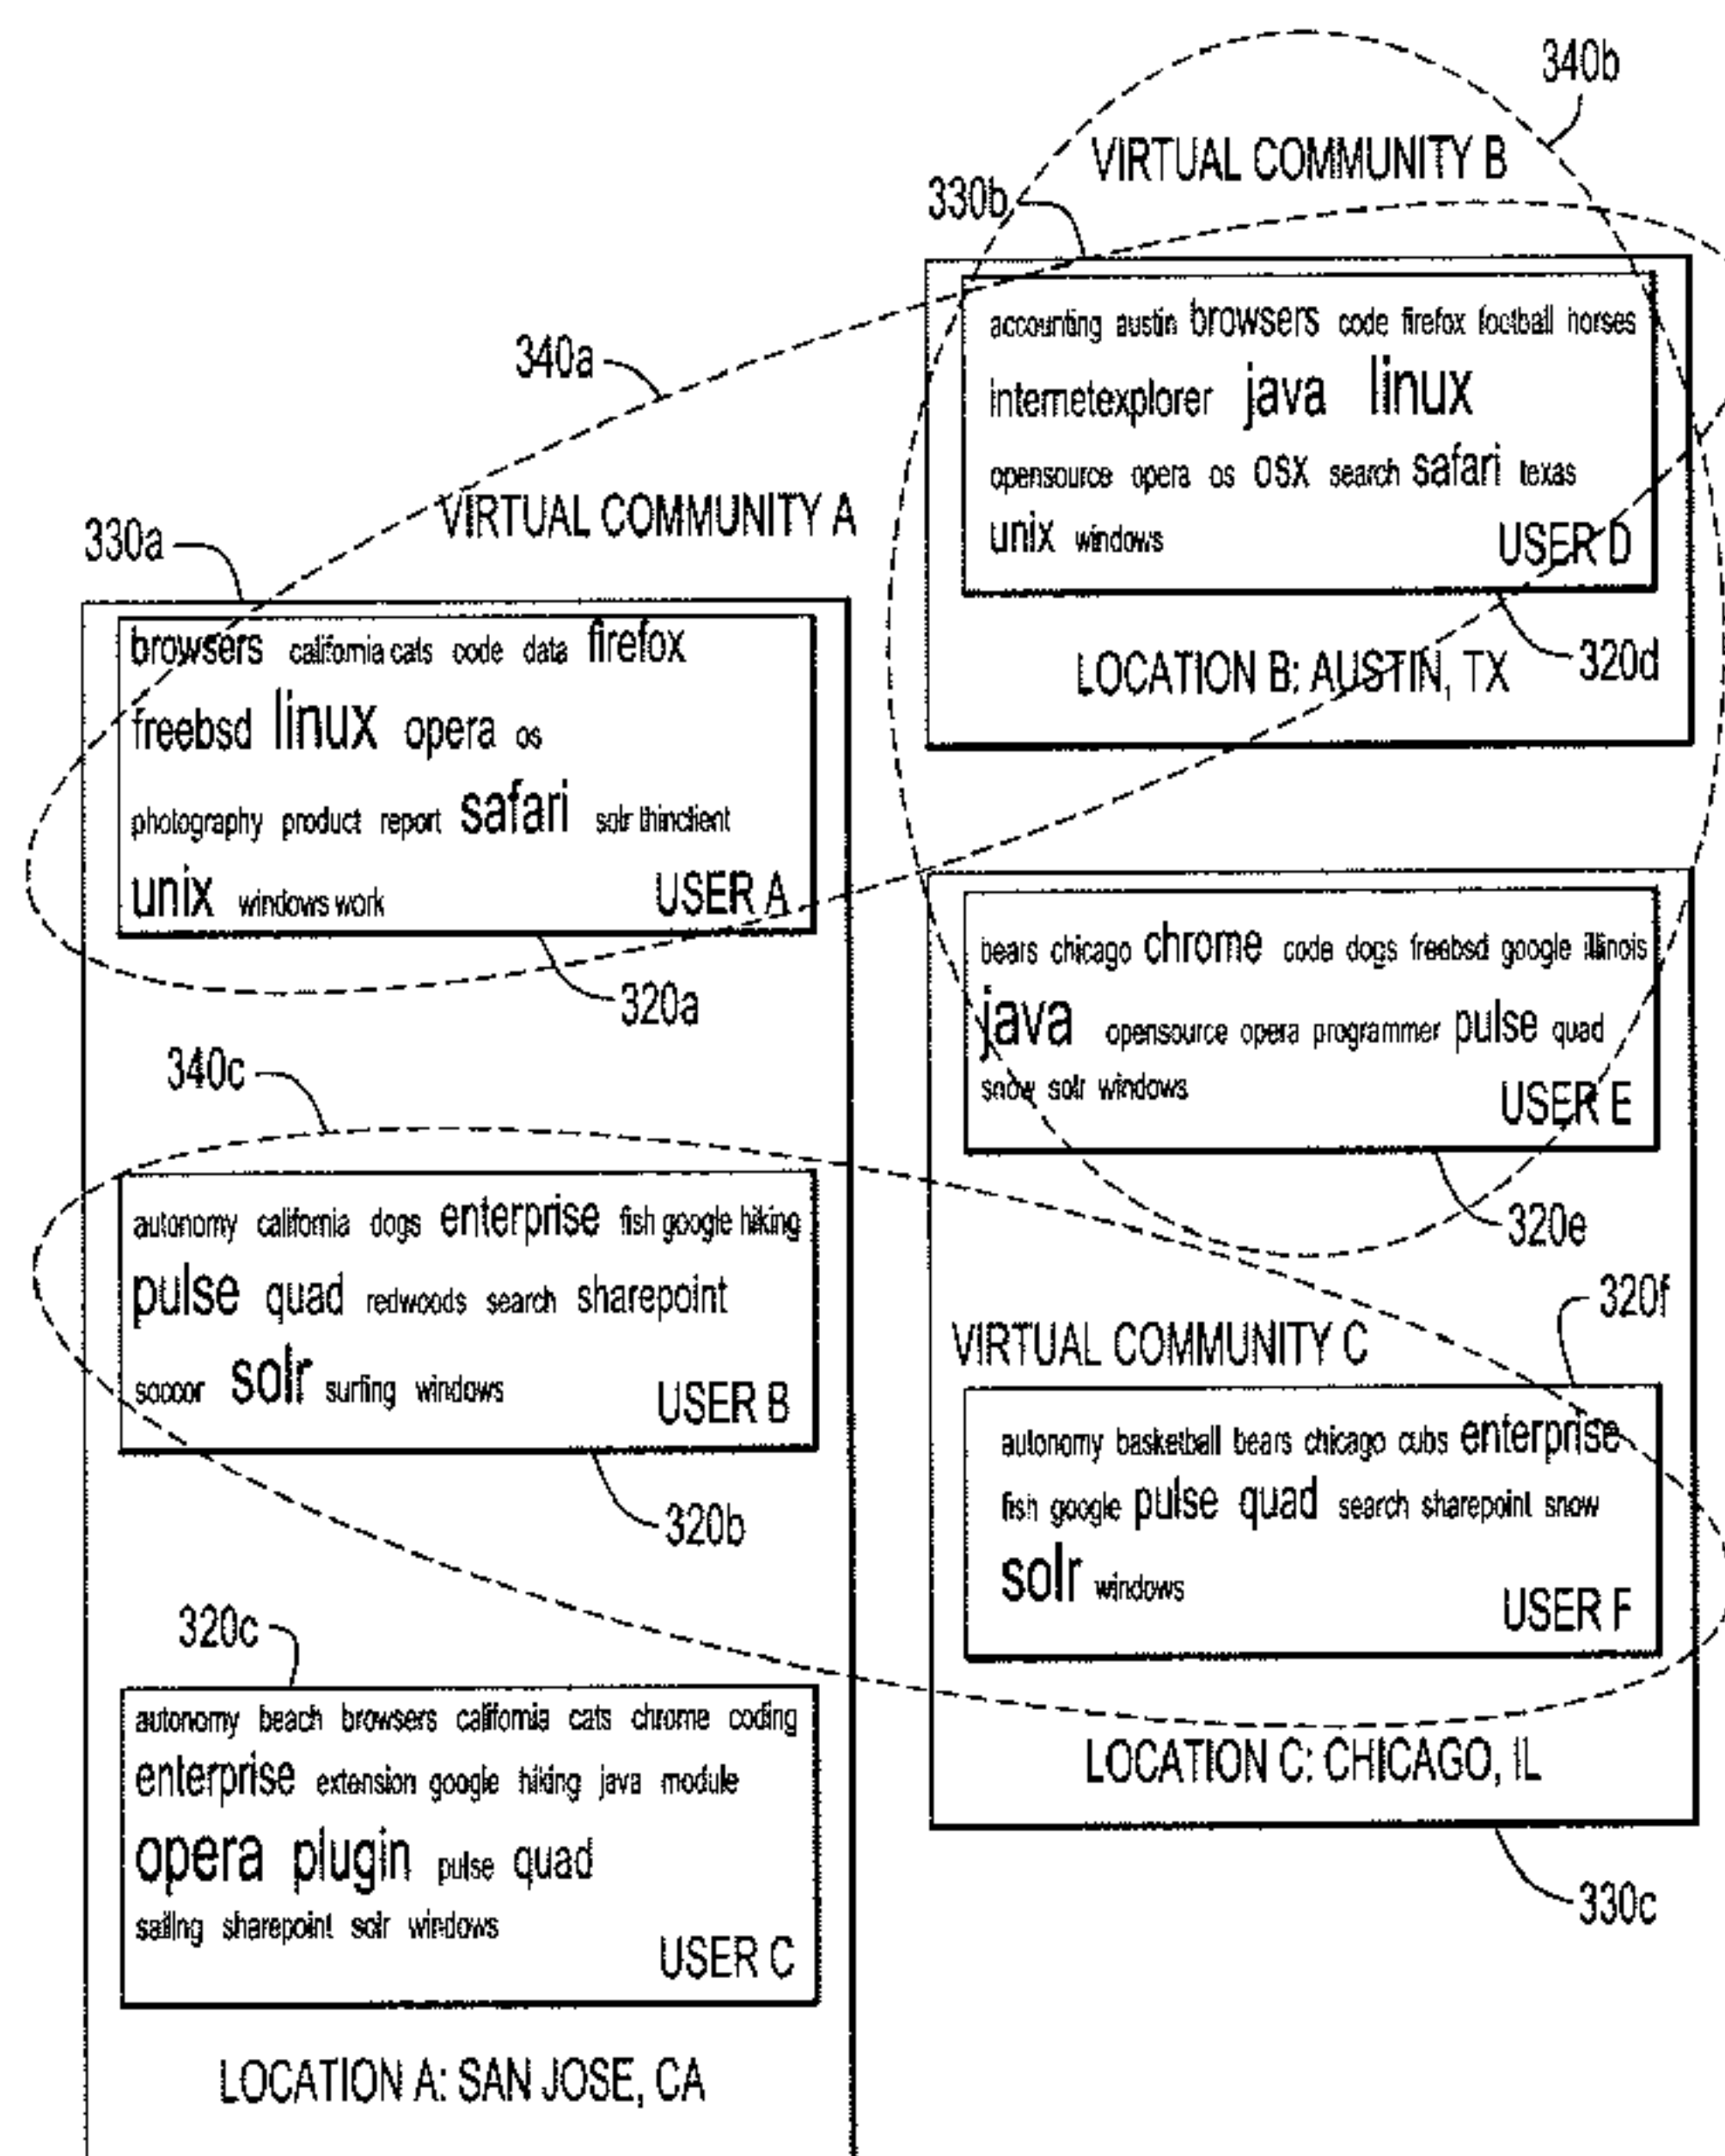 340b
VIRTUAL COMMUNITY B
330b
accounting austin browsers code firefox football horses
internetexplorer java linux
opensource opera os osx search safari texas
unix windows
USER D
320d
LOCATION B: AUSTIN, TX
340a
VIRTUAL COMMUNITY A
330a
browsers california cats code data firefox
freebsd linux opera os
photography product report safari solr thinclient
unix windows work
USER A
320a
340c
autonomy california dogs enterprise fish google hiking
pulse quad redwoods search sharepoint
soccor solr surfing windows
USER B
320b
320c
autonomy beach browsers california cats chrome coding
enterprise extension google hiking java module
opera plugin pulse quad
sailing sharepoint solr windows
USER C
LOCATION A: SAN JOSE, CA
bears chicago chrome code dogs freebsd google illinois
java opensource opera programmer pulse quad
snow solr windows
USER E
320e
320f
VIRTUAL COMMUNITY C
autonomy basketball bears chicago cubs enterprise
fish google pulse quad search sharepoint snow
solr windows
USER F
LOCATION C: CHICAGO, IL
330c